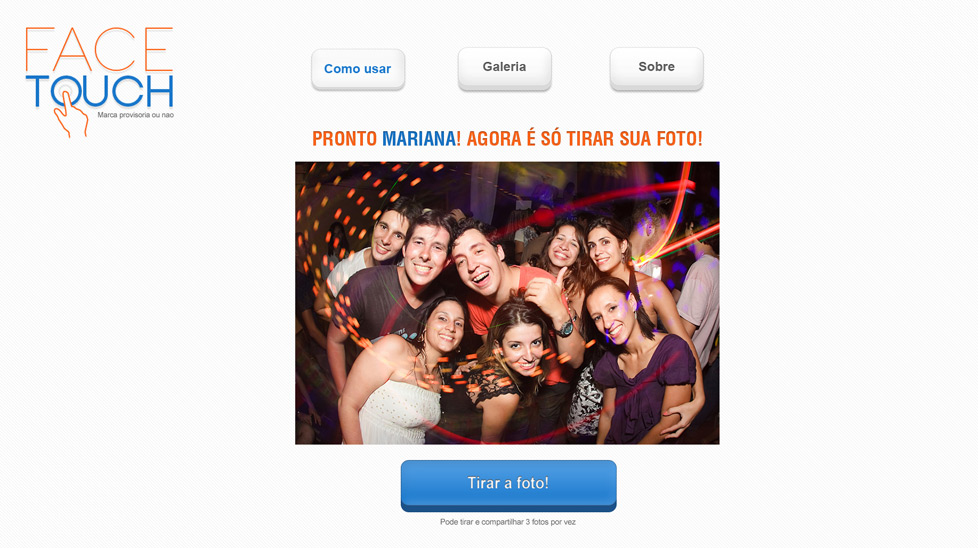 FACE
TOUCH
Marca provisoria ou nao
Como usar
Galeria
Sobre
PRONTO MARIANA! AGORA É SÓ TIRAR SUA FOTO!
Tirar a foto!
Pode tirar e compartilhar 3 fotos por vez